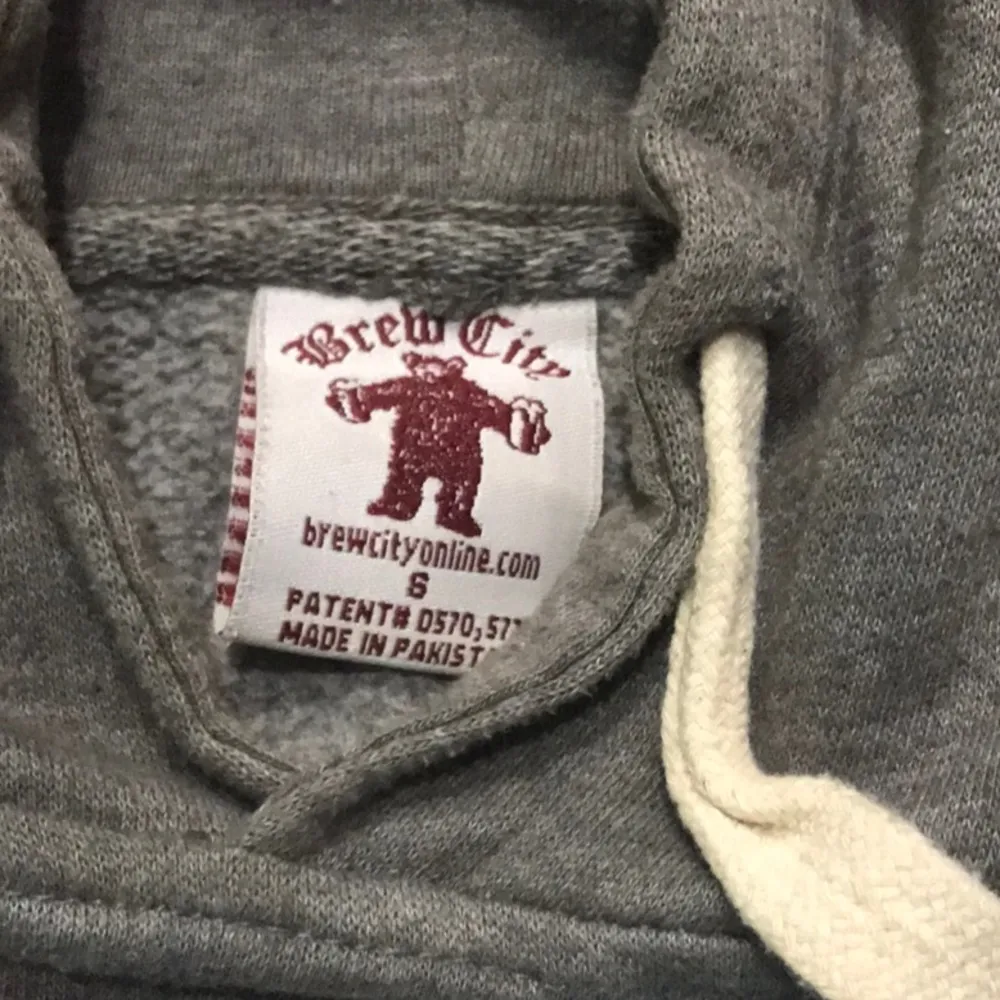 Brew City
brewcityonline.com
S
PATENT# D570,57
MADE IN PAKIST